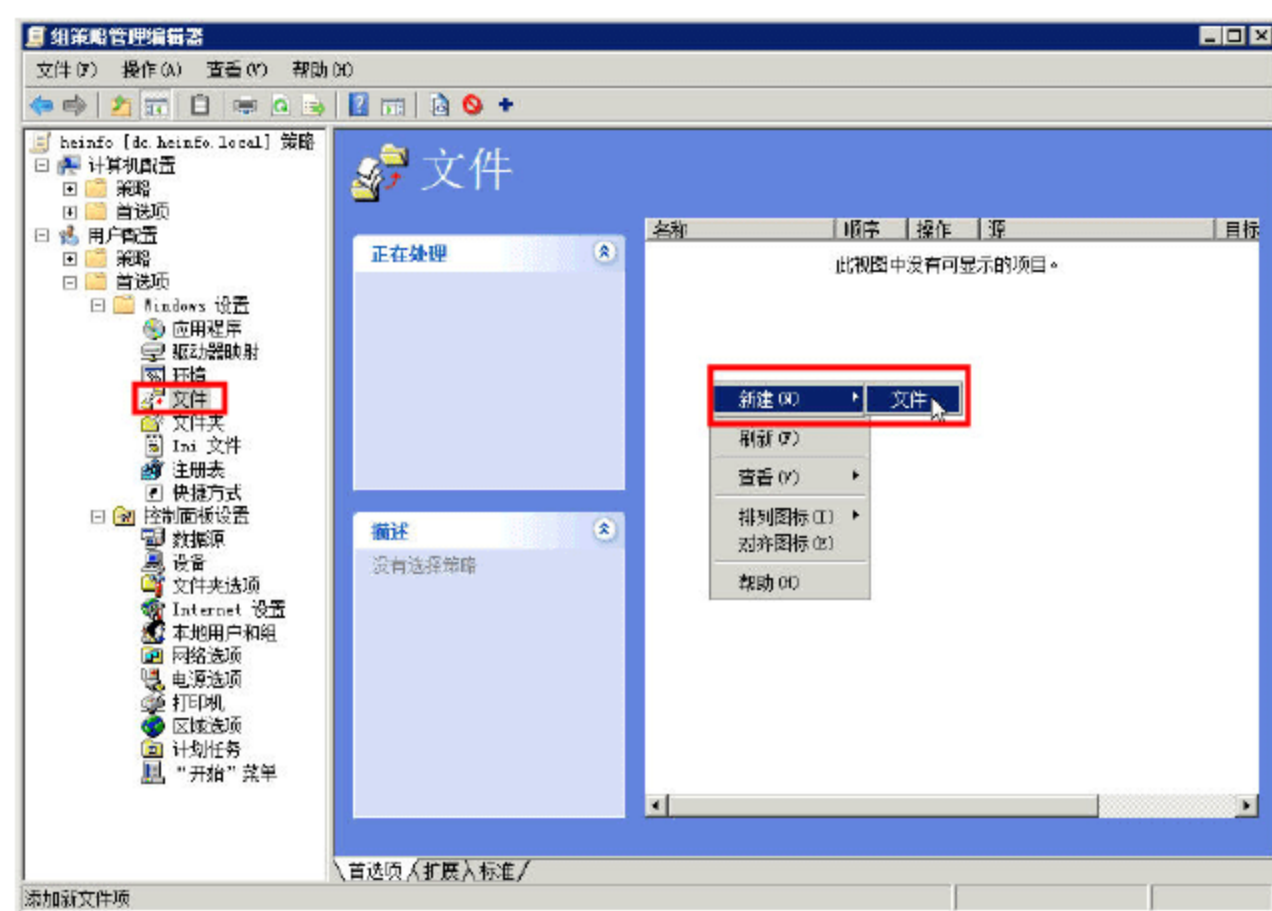 组策略管理编辑器
文件(F) 操作(A) 查看(V) 帮助(H)
heinfo [dc.heinfo.local] 策略
计算机配置
策略
首选项
用户配置
策略
首选项
Windows 设置
应用程序
驱动器映射
环境
文件
文件夹
Ini 文件
注册表
快捷方式
控制面板设置
数据源
设备
文件夹选项
Internet 设置
本地用户和组
网络选项
电源选项
打印机
区域选项
计划任务
“开始”菜单
文件
正在处理
描述
没有选择策略
名称 顺序 操作 源 目标
此视图中没有可显示的项目。
新建(N) 文件
刷新(F)
查看(V)
排列图标(I)
对齐图标(E)
帮助(H)
首选项 扩展 标准
添加新文件项